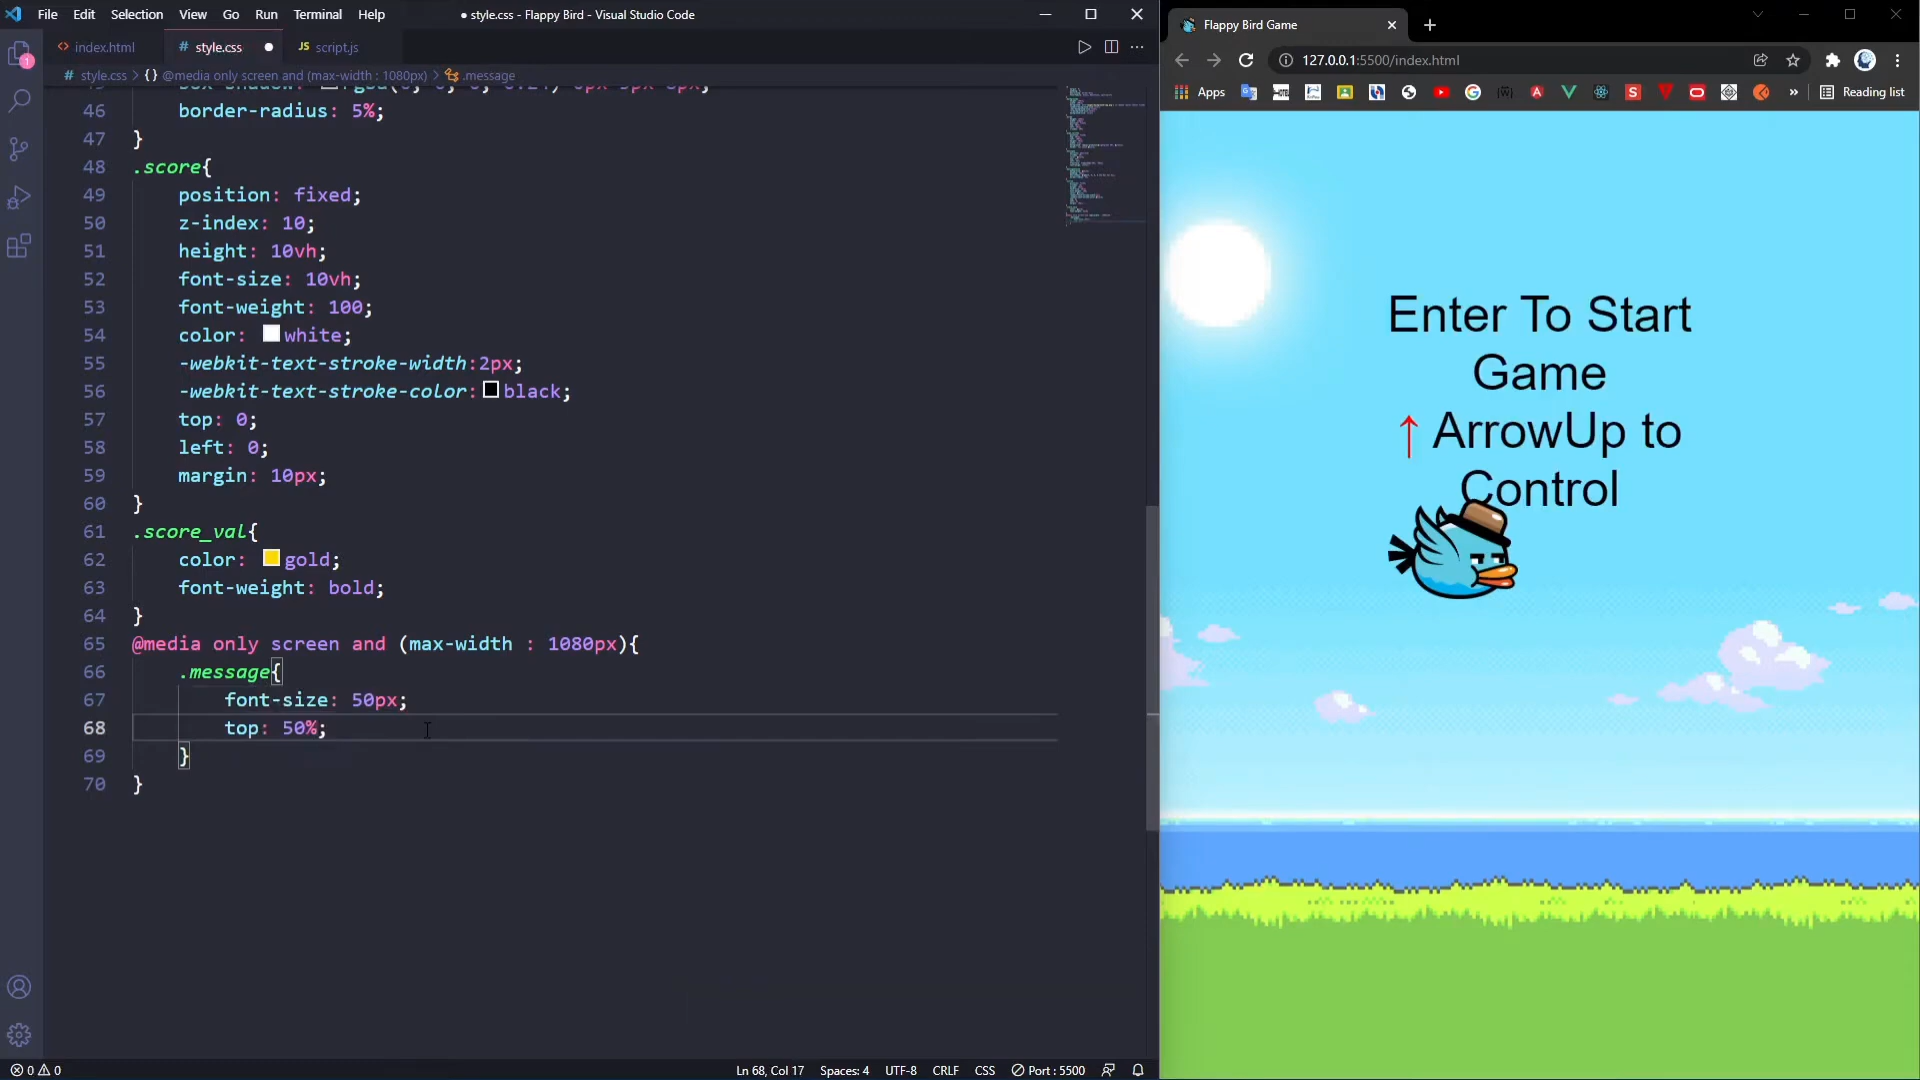 File Edit Selection View Go Run Terminal Help
● style.css - Flappy Bird - Visual Studio Code
index.html
# style.css
JS script.js
# style.css > {} @media only screen and (max-width : 1080px) > .message
46 border-radius: 5%;
47 }
48 .score{
49 position: fixed;
50 z-index: 10;
51 height: 10vh;
52 font-size: 10vh;
53 font-weight: 100;
54 color: white;
55 -webkit-text-stroke-width:2px;
56 -webkit-text-stroke-color: black;
57 top: 0;
58 left: 0;
59 margin: 10px;
60 }
61 .score_val{
62 color: gold;
63 font-weight: bold;
64 }
65 @media only screen and (max-width : 1080px){
66 .message{
67 font-size: 50px;
68 top: 50%;
69 }
70 }
1
0 0
Ln 68, Col 17 Spaces: 4 UTF-8 CRLF CSS Port : 5500
Flappy Bird Game
127.0.0.1:5500/index.html
Apps
» Reading list
Enter To Start
Game
↑ ArrowUp to
Control